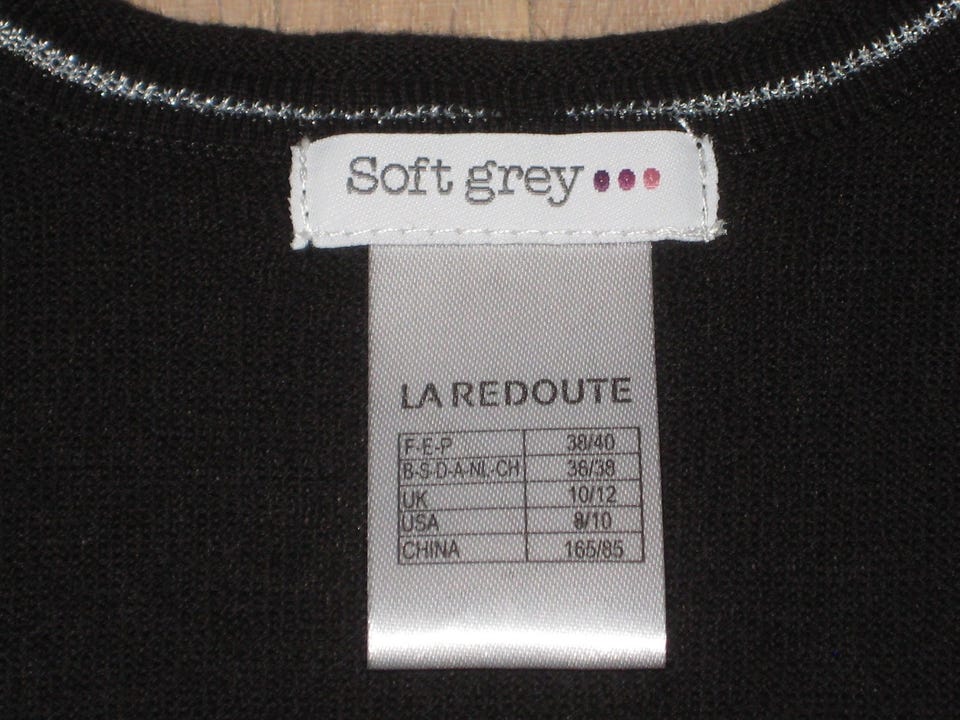 Soft grey
LA REDOUTE
F-E-P 38/40
B-S-D-A-NL-CH 36/38
UK 10/12
USA 8/10
CHINA 165/85